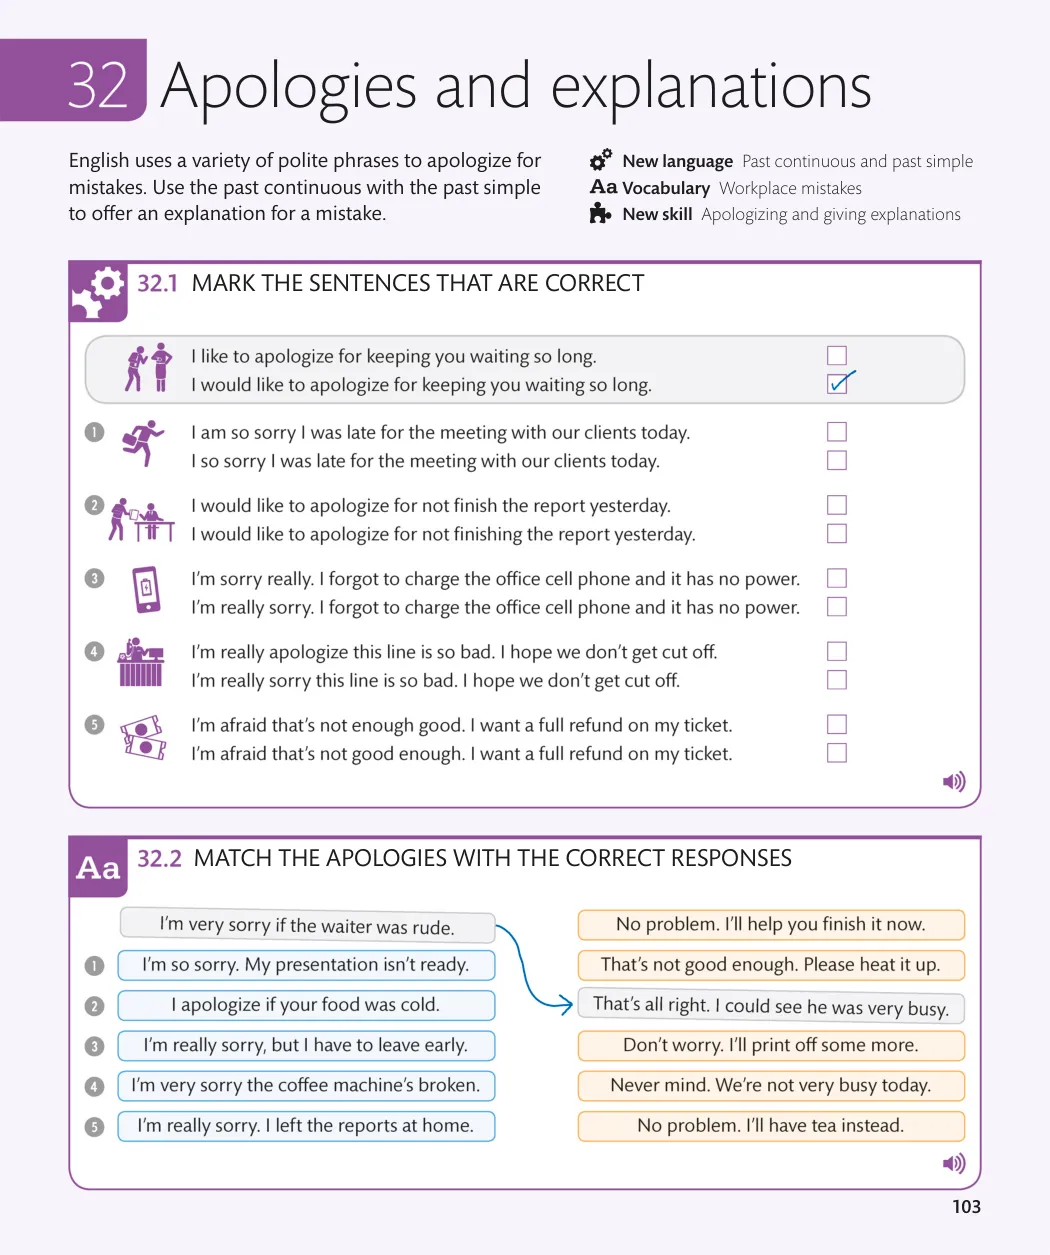 32 Apologies and explanations
English uses a variety of polite phrases to apologize for
mistakes. Use the past continuous with the past simple
to offer an explanation for a mistake.
New language Past continuous and past simple
Aa Vocabulary Workplace mistakes
New skill Apologizing and giving explanations
32.1 MARK THE SENTENCES THAT ARE CORRECT
I like to apologize for keeping you waiting so long.
I would like to apologize for keeping you waiting so long.
1 I am so sorry I was late for the meeting with our clients today.
I so sorry I was late for the meeting with our clients today.
2 I would like to apologize for not finish the report yesterday.
I would like to apologize for not finishing the report yesterday.
3 I'm sorry really. I forgot to charge the office cell phone and it has no power.
I'm really sorry. I forgot to charge the office cell phone and it has no power.
4 I'm really apologize this line is so bad. I hope we don't get cut off.
I'm really sorry this line is so bad. I hope we don't get cut off.
5 I'm afraid that's not enough good. I want a full refund on my ticket.
I'm afraid that's not good enough. I want a full refund on my ticket.
Aa 32.2 MATCH THE APOLOGIES WITH THE CORRECT RESPONSES
I'm very sorry if the waiter was rude.
1 I'm so sorry. My presentation isn't ready.
2 I apologize if your food was cold.
3 I'm really sorry, but I have to leave early.
4 I'm very sorry the coffee machine's broken.
5 I'm really sorry. I left the reports at home.
No problem. I'll help you finish it now.
That's not good enough. Please heat it up.
That's all right. I could see he was very busy.
Don't worry. I'll print off some more.
Never mind. We're not very busy today.
No problem. I'll have tea instead.
103